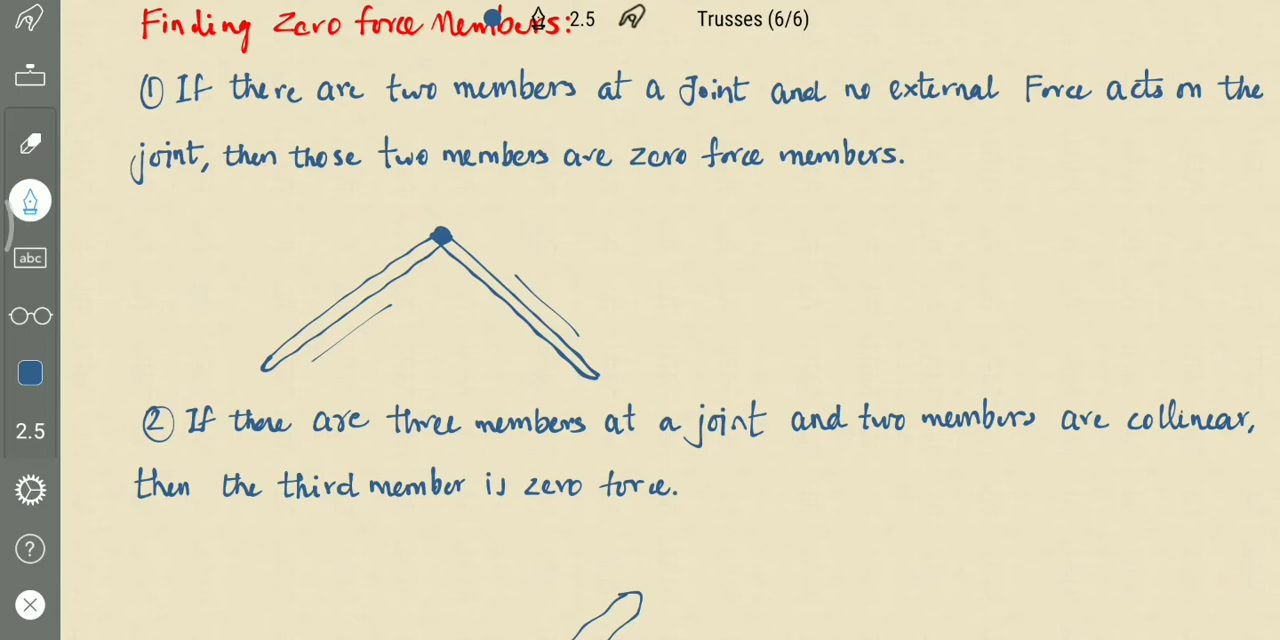 Finding Zero force Members:
2.5
Trusses (6/6)
① If there are two members at a Joint and no external Force acts on the
joint, then those two members are zero force members.
abc
② If there are three members at a joint and two members are collinear,
2.5
then the third member is zero force.
?